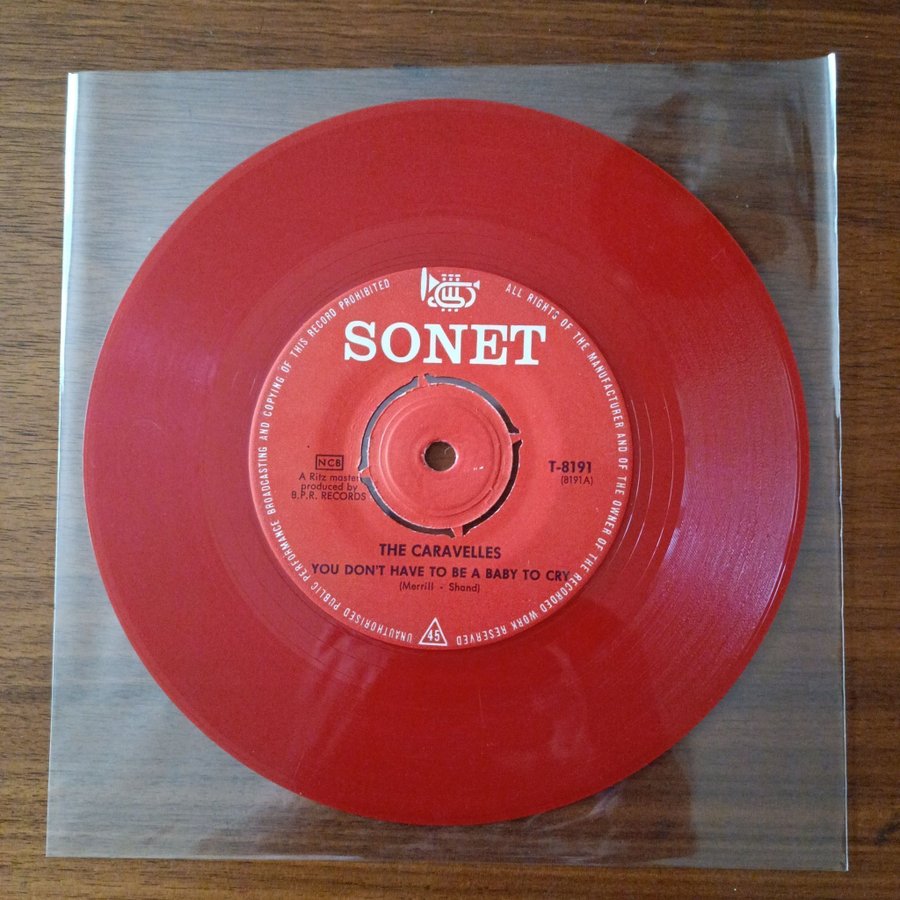 SONET
NCB
A Ritz master
produced by
B.P.R. RECORDS
T-8191
(8191A)
THE CARAVELLES
YOU DON'T HAVE TO BE A BABY TO CRY
(Merrill - Shand)
45
ALL RIGHTS OF THE MANUFACTURER AND OF THE OWNER OF THE RECORDED WORK RESERVED
UNAUTHORISED PUBLIC PERFORMANCE BROADCASTING AND COPYING OF THIS RECORD PROHIBITED